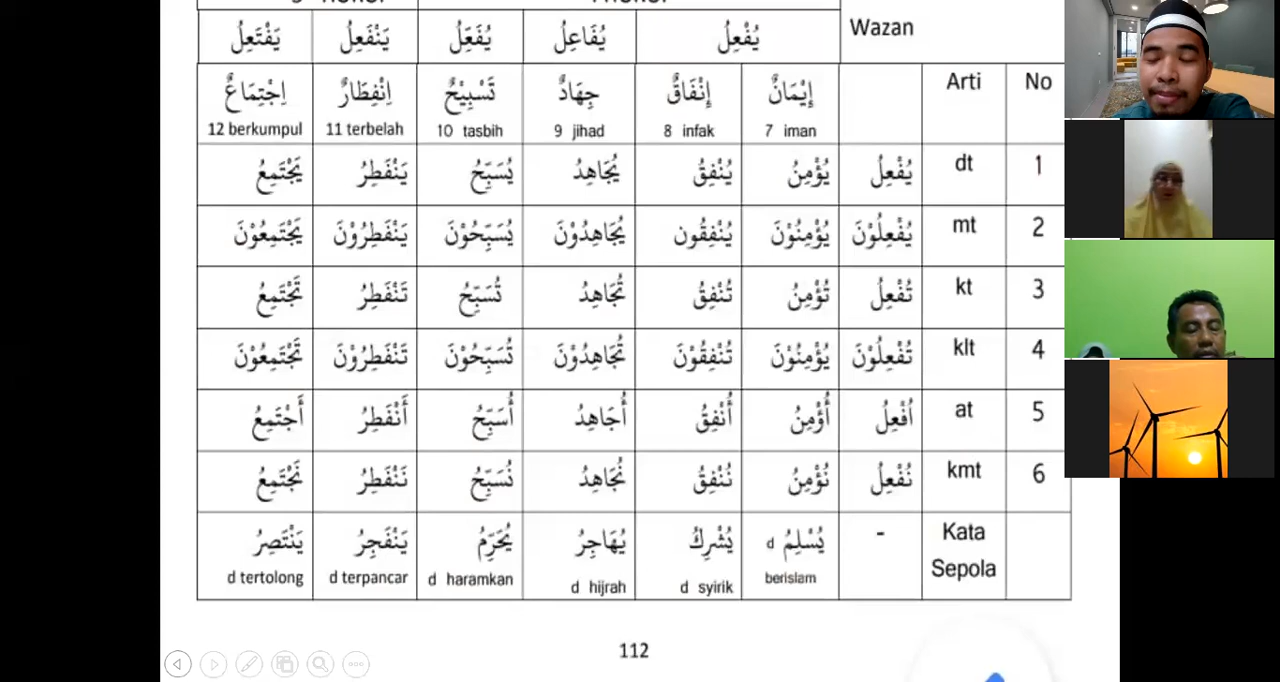 يَفْتَعِلُ يَنْفَعِلُ يُفَعِّلُ يُفَاعِلُ يُفْعِلُ Wazan
اِجْتِمَاعٌ اِنْفِطَارٌ تَسْبِيْحٌ جِهَادٌ إِنْفَاقٌ إِيْمَانٌ Arti No
12 berkumpul 11 terbelah 10 tasbih 9 jihad 8 infak 7 iman
يَجْتَمِعُ يَنْفَطِرُ يُسَبِّحُ يُجَاهِدُ يُنْفِقُ يُؤْمِنُ يُفْعِلُ dt 1
يَجْتَمِعُوْنَ يَنْفَطِرُوْنَ يُسَبِّحُوْنَ يُجَاهِدُوْنَ يُنْفِقُون يُؤْمِنُوْنَ يُفْعِلُوْنَ mt 2
تَجْتَمِعُ تَنْفَطِرُ تُسَبِّحُ تُجَاهِدُ تُنْفِقُ تُؤْمِنُ تُفْعِلُ kt 3
تَجْتَمِعُوْنَ تَنْفَطِرُوْنَ تُسَبِّحُوْنَ تُجَاهِدُوْنَ تُنْفِقُوْنَ يُؤْمِنُوْنَ تُفْعِلُوْنَ klt 4
أَجْتَمِعُ أَنْفَطِرُ أُسَبِّحُ أُجَاهِدُ أُنْفِقُ أُؤْمِنُ اُفْعِلُ at 5
نَجْتَمِعُ نَنْفَطِرُ نُسَبِّحُ نُجَاهِدُ نُنْفِقُ نُؤْمِنُ نُفْعِلُ kmt 6
يَنْتَصِرُ يَنْفَجِرُ يُحَرِّمُ يُهَاجِرُ يُشْرِكُ يُسْلِمُ d - Kata
d tertolong d terpancar d haramkan d hijrah d syirik berislam Sepola
112